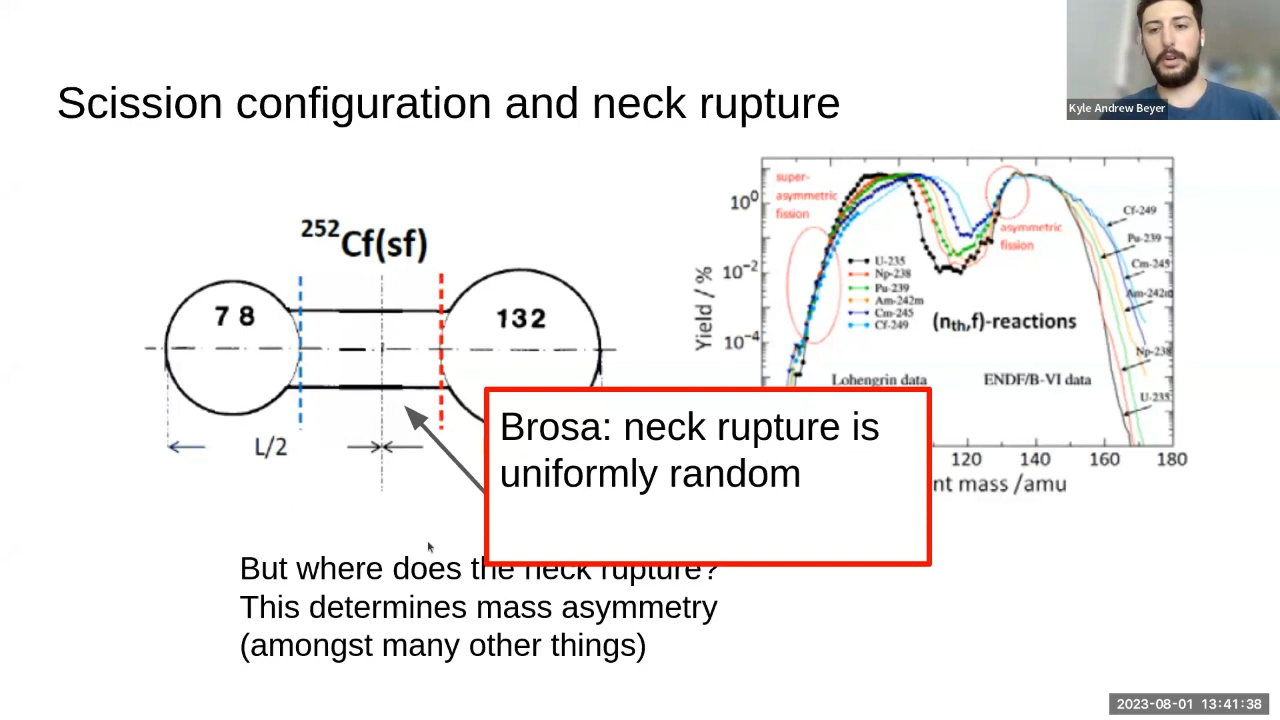 Kyle Andrew Beyer
Scission configuration and neck rupture
252Cf(sf)
78
132
L/2
super-
asymmetric
fission
asymmetric
fission
Yield / %
10^0
10^-2
10^-4
U-235
Np-238
Pu-239
Am-242m
Cm-245
Cf-249
(nth,f)-reactions
Lohengrin data
ENDF/B-VI data
Cf-249
Pu-239
Cm-245
Am-242m
Np-238
U-235
120 140 160 180
nt mass /amu
Brosa: neck rupture is
uniformly random
But where does the neck rupture?
This determines mass asymmetry
(amongst many other things)
2023-08-01 13:41:38